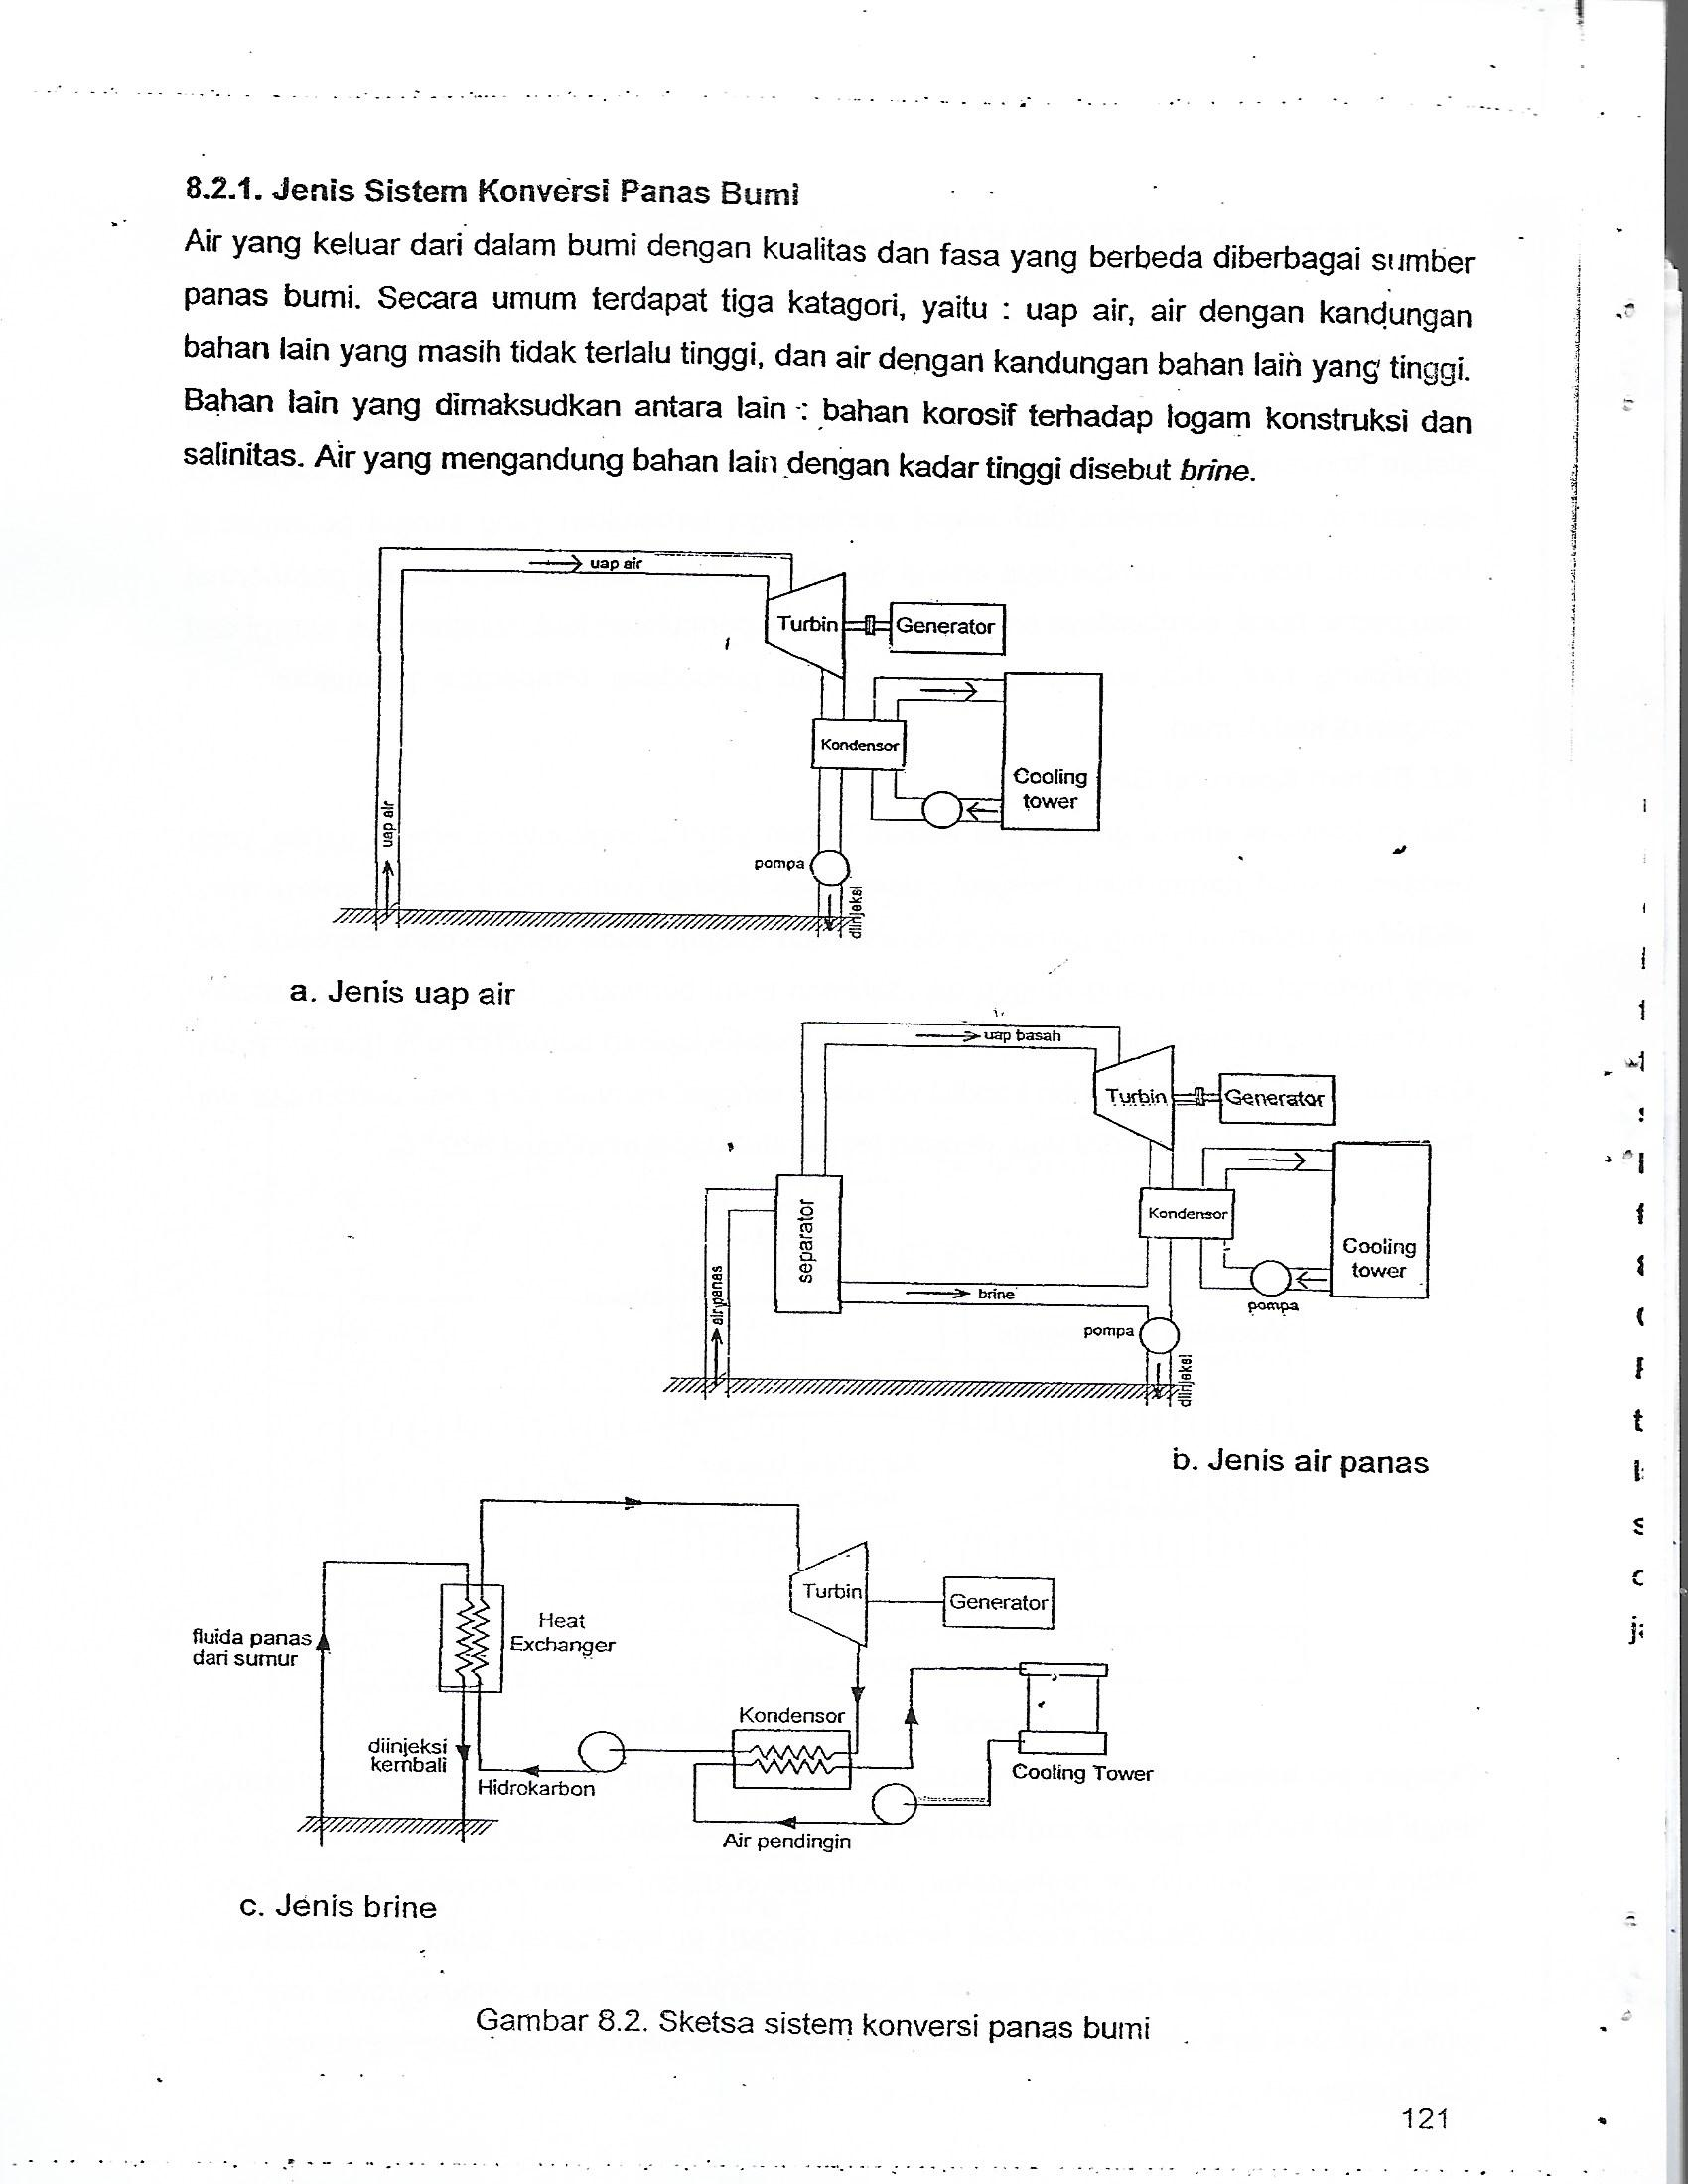 8.2.1. Jenis Sistem Konversi Panas Bumi
Air yang keluar dari dalam bumi dengan kualitas dan fasa yang berbeda diberbagai sumber
panas bumi. Secara umum terdapat tiga katagori, yaitu : uap air, air dengan kandungan
bahan lain yang masih tidak terlalu tinggi, dan air dengan kandungan bahan lain yang tinggi.
Bahan lain yang dimaksudkan antara lain : bahan korosif terhadap logam konstruksi dan
salinitas. Air yang mengandung bahan lain dengan kadar tinggi disebut brine.
uap air
Turbin
Generator
Kondensor
Cooling
tower
uap air
pompa
diinjeksi
a. Jenis uap air
uap basah
Turbin
Generator
separator
Kondensor
Cooling
tower
air panas
brine
pompa
pompa
diinjeksi
b. Jenis air panas
Turbin
Generator
Heat
Exchanger
fluida panas
dari sumur
Kondensor
diinjeksi
kembali
Hidrokarbon
Cooling Tower
Air pendingin
c. Jenis brine
Gambar 8.2. Sketsa sistem konversi panas bumi
121